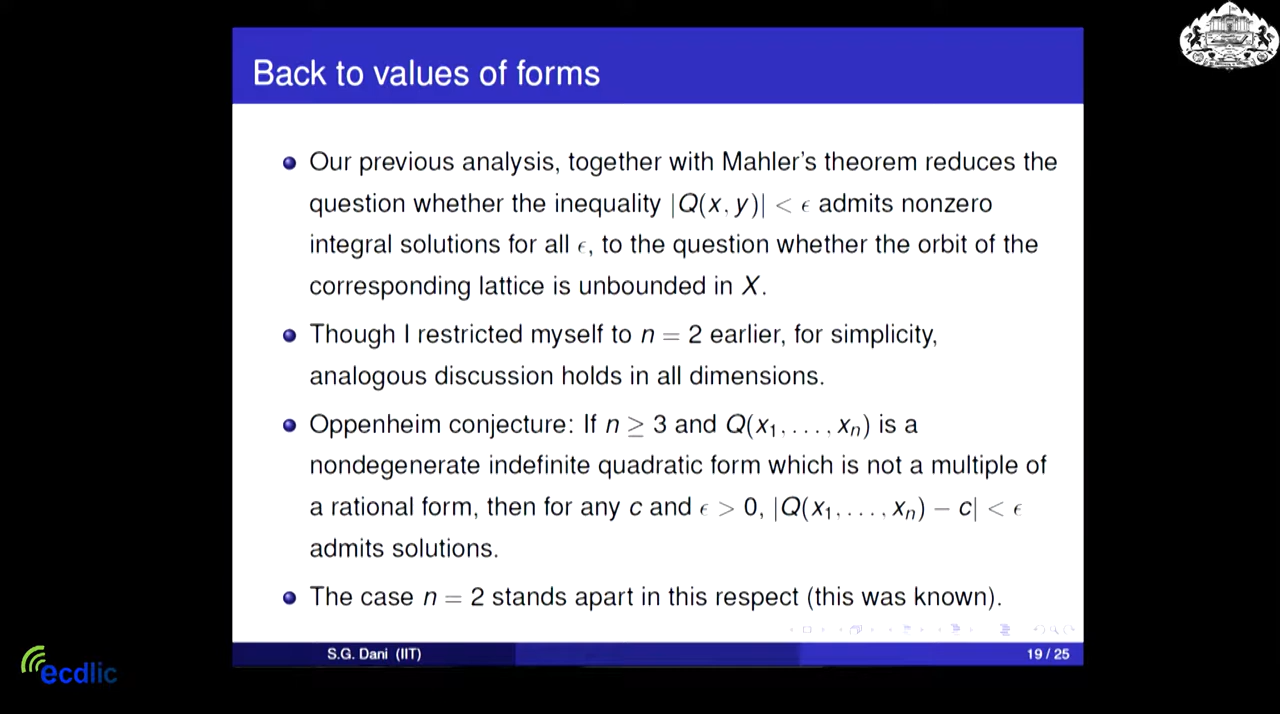 Back to values of forms
Our previous analysis, together with Mahler's theorem reduces the
question whether the inequality |Q(x, y)| < ϵ admits nonzero
integral solutions for all ϵ, to the question whether the orbit of the
corresponding lattice is unbounded in X.
Though I restricted myself to n = 2 earlier, for simplicity,
analogous discussion holds in all dimensions.
Oppenheim conjecture: If n ≥ 3 and Q(x₁, . . . , xₙ) is a
nondegenerate indefinite quadratic form which is not a multiple of
a rational form, then for any c and ϵ > 0, |Q(x₁, . . . , xₙ) − c| < ϵ
admits solutions.
The case n = 2 stands apart in this respect (this was known).
S.G. Dani (IIT)
19 / 25
ecdlic